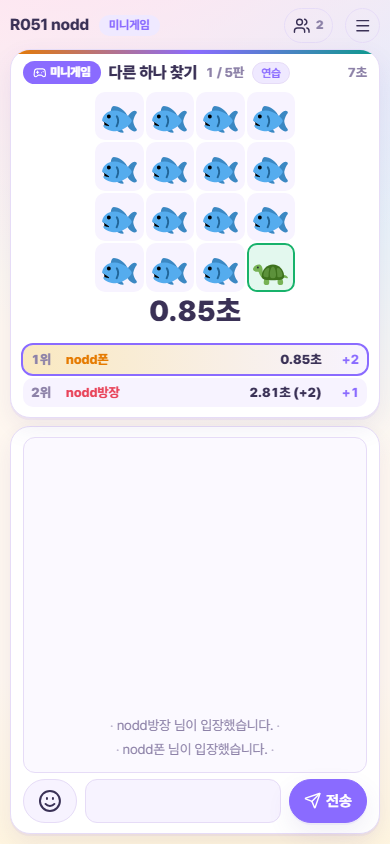 R051 nodd 미니게임 2
미니게임 다른 하나 찾기 1 / 5판 연습 7초
0.85초
1위 nodd폰 0.85초 +2
2위 nodd방장 2.81초 (+2) +1
· nodd방장 님이 입장했습니다. ·
· nodd폰 님이 입장했습니다. ·
전송